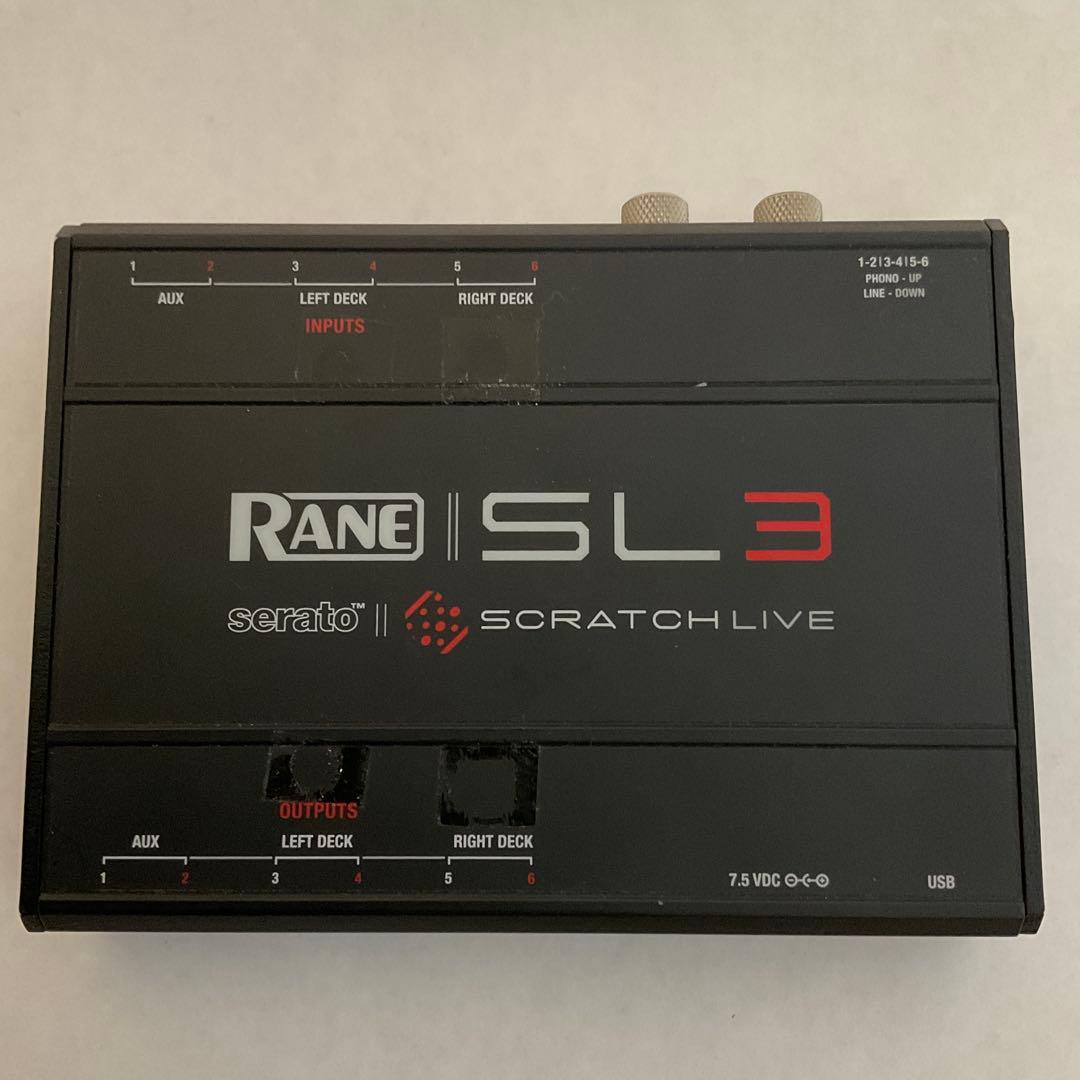 1 2 3 4 5 6
AUX LEFT DECK RIGHT DECK
INPUTS
1-2|3-4|5-6
PHONO - UP
LINE - DOWN
RANE || SL3
serato™ || SCRATCH LIVE
OUTPUTS
AUX LEFT DECK RIGHT DECK
1 2 3 4 5 6
7.5 VDC
USB